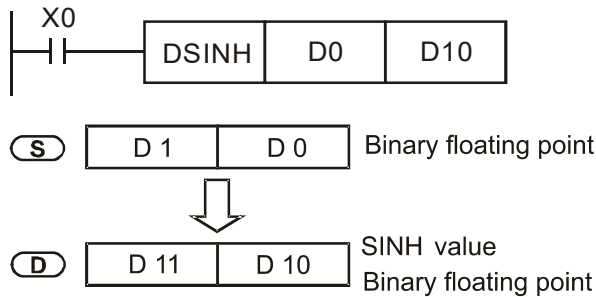 X0
DSINH D0 D10
S D 1 D 0 Binary floating point
D D 11 D 10 SINH value
Binary floating point